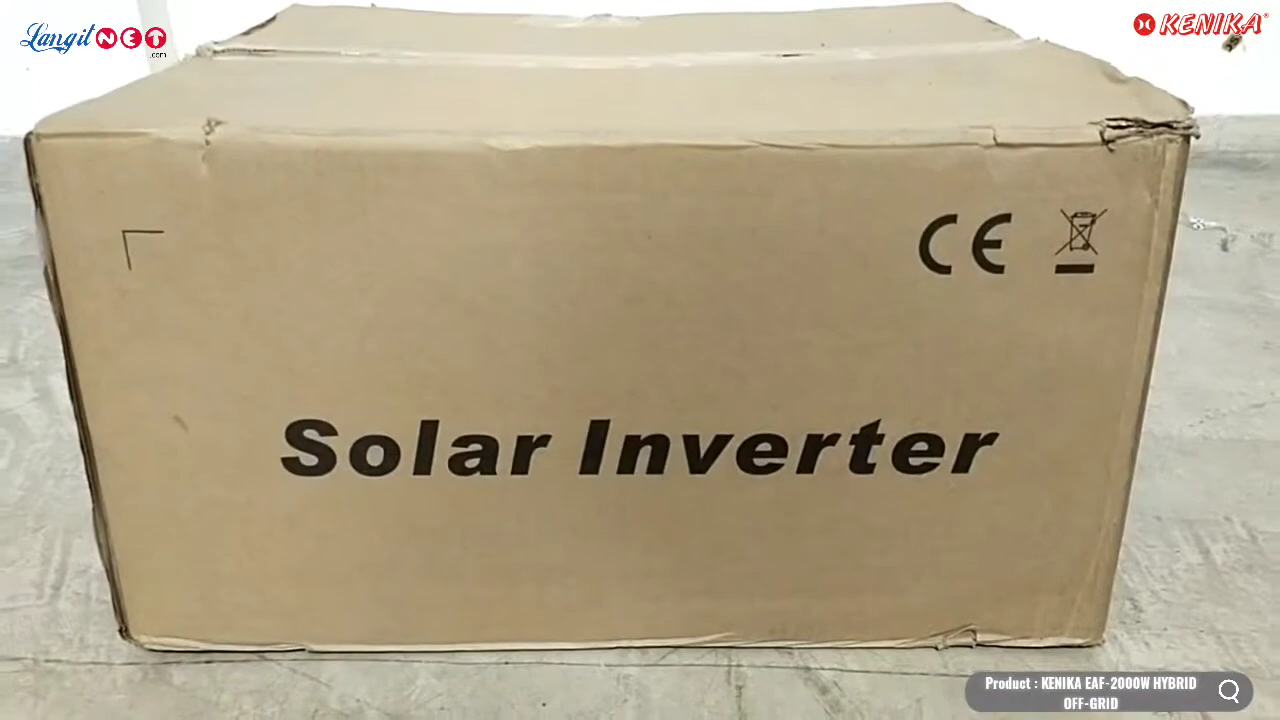 LangitNET
.com
KENIKA
CE
Solar Inverter
Product : KENIKA EAF-2000W HYBRID
OFF-GRID